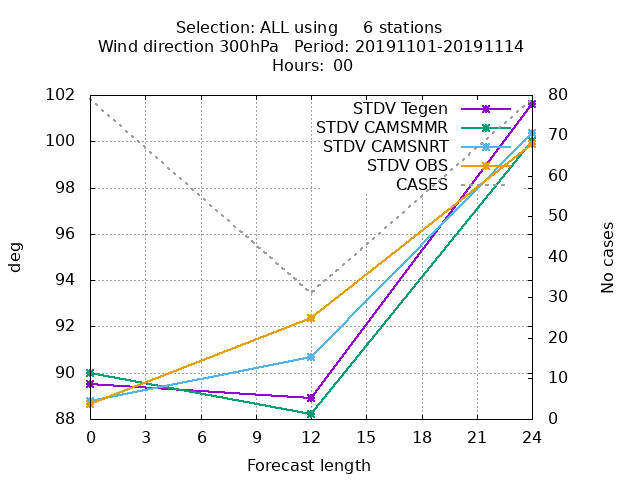 Selection: ALL using     6 stations
Wind direction 300hPa   Period: 20191101-20191114
Hours:  00
102
100
98
96
94
92
90
88
80
70
60
50
40
30
20
10
0
STDV Tegen
STDV CAMSMMR
STDV CAMSNRT
STDV OBS
CASES
deg
No cases
0 3 6 9 12 15 18 21 24
Forecast length